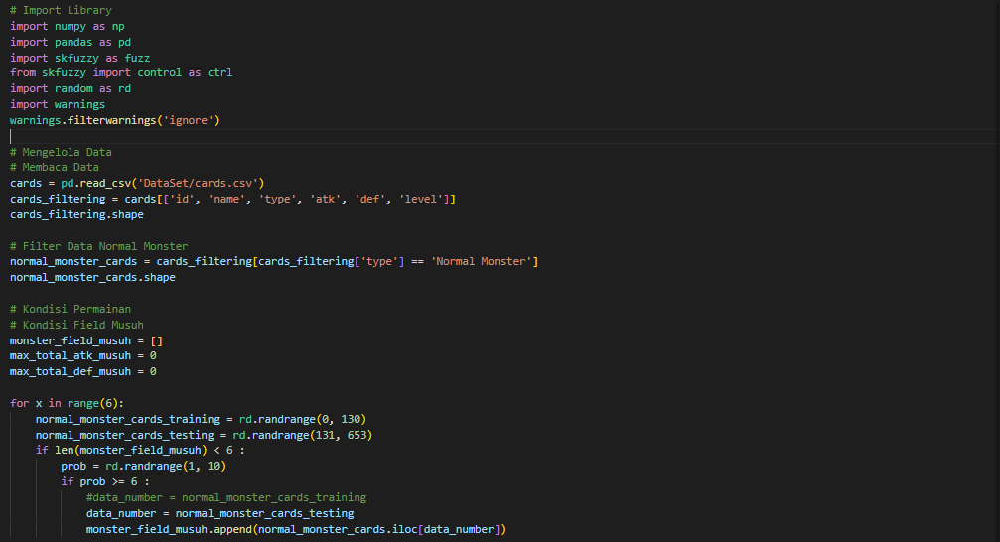 # Import Library
import numpy as np
import pandas as pd
import skfuzzy as fuzz
from skfuzzy import control as ctrl
import random as rd
import warnings
warnings.filterwarnings('ignore')
# Mengelola Data
# Membaca Data
cards = pd.read_csv('DataSet/cards.csv')
cards_filtering = cards[['id', 'name', 'type', 'atk', 'def', 'level']]
cards_filtering.shape
# Filter Data Normal Monster
normal_monster_cards = cards_filtering[cards_filtering['type'] == 'Normal Monster']
normal_monster_cards.shape
# Kondisi Permainan
# Kondisi Field Musuh
monster_field_musuh = []
max_total_atk_musuh = 0
max_total_def_musuh = 0
for x in range(6):
    normal_monster_cards_training = rd.randrange(0, 130)
    normal_monster_cards_testing = rd.randrange(131, 653)
    if len(monster_field_musuh) < 6 :
        prob = rd.randrange(1, 10)
        if prob >= 6 :
            #data_number = normal_monster_cards_training
            data_number = normal_monster_cards_testing
            monster_field_musuh.append(normal_monster_cards.iloc[data_number])